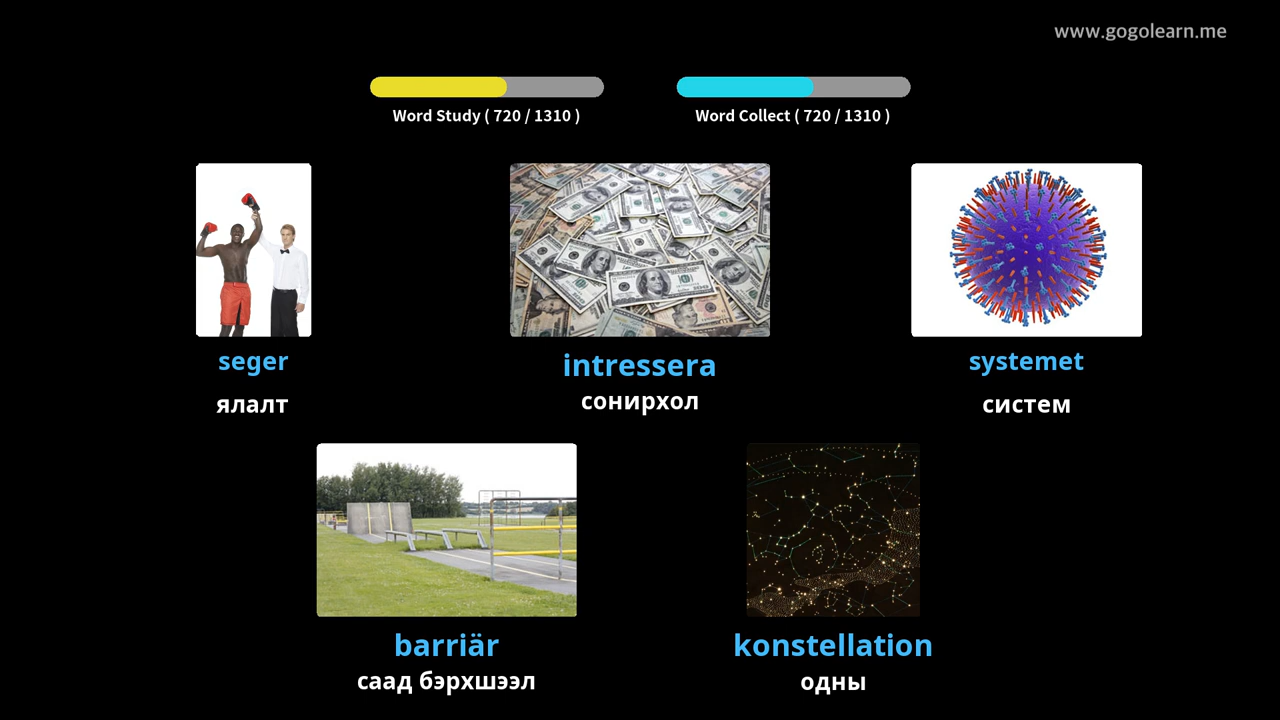 www.gogolearn.me
Word Study ( 720 / 1310 )
Word Collect ( 720 / 1310 )
seger
ялалт
intressera
сонирхол
systemet
систем
barriär
саад бэрхшээл
konstellation
одны